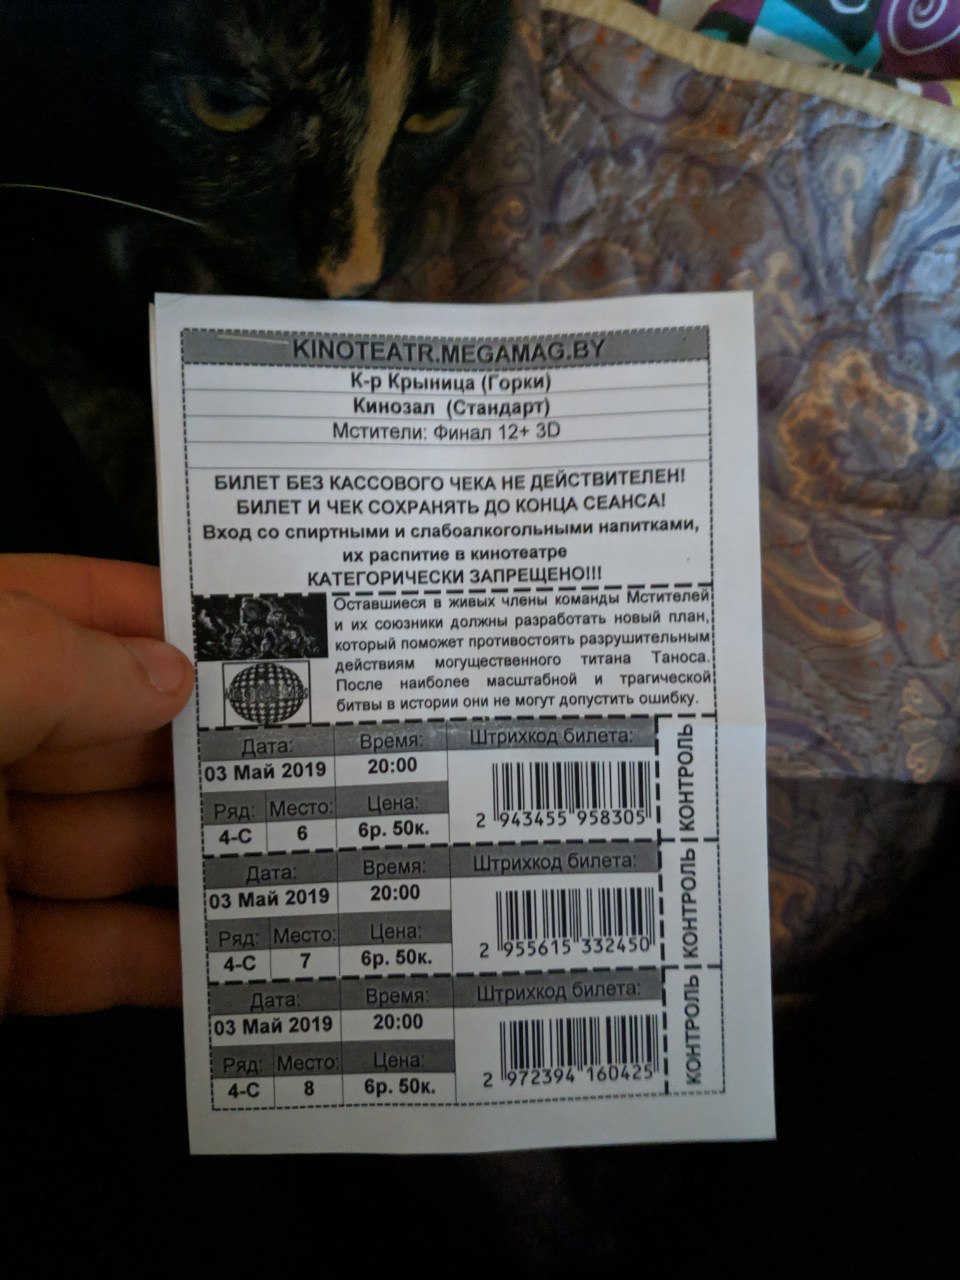 KINOTEATR.MEGAMAG.BY
К-р Крыница (Горки)
Кинозал (Стандарт)
Мстители: Финал 12+ 3D
БИЛЕТ БЕЗ КАССОВОГО ЧЕКА НЕ ДЕЙСТВИТЕЛЕН!
БИЛЕТ И ЧЕК СОХРАНЯТЬ ДО КОНЦА СЕАНСА!
Вход со спиртными и слабоалкогольными напитками,
их распитие в кинотеатре
КАТЕГОРИЧЕСКИ ЗАПРЕЩЕНО!!!
Оставшиеся в живых члены команды Мстителей
и их союзники должны разработать новый план,
который поможет противостоять разрушительным
действиям могущественного титана Таноса.
После наиболее масштабной и трагической
битвы в истории они не могут допустить ошибку.
Дата: Время: Штрихкод билета:
03 Май 2019 20:00
Ряд: Место: Цена:
4-С 6 6р. 50к.
2 943455 958305
КОНТРОЛЬ
Дата: Время: Штрихкод билета:
03 Май 2019 20:00
Ряд: Место: Цена:
4-С 7 6р. 50к.
2 955615 332450
КОНТРОЛЬ
Дата: Время: Штрихкод билета:
03 Май 2019 20:00
Ряд: Место: Цена:
4-С 8 6р. 50к.
2 972394 160425
КОНТРОЛЬ